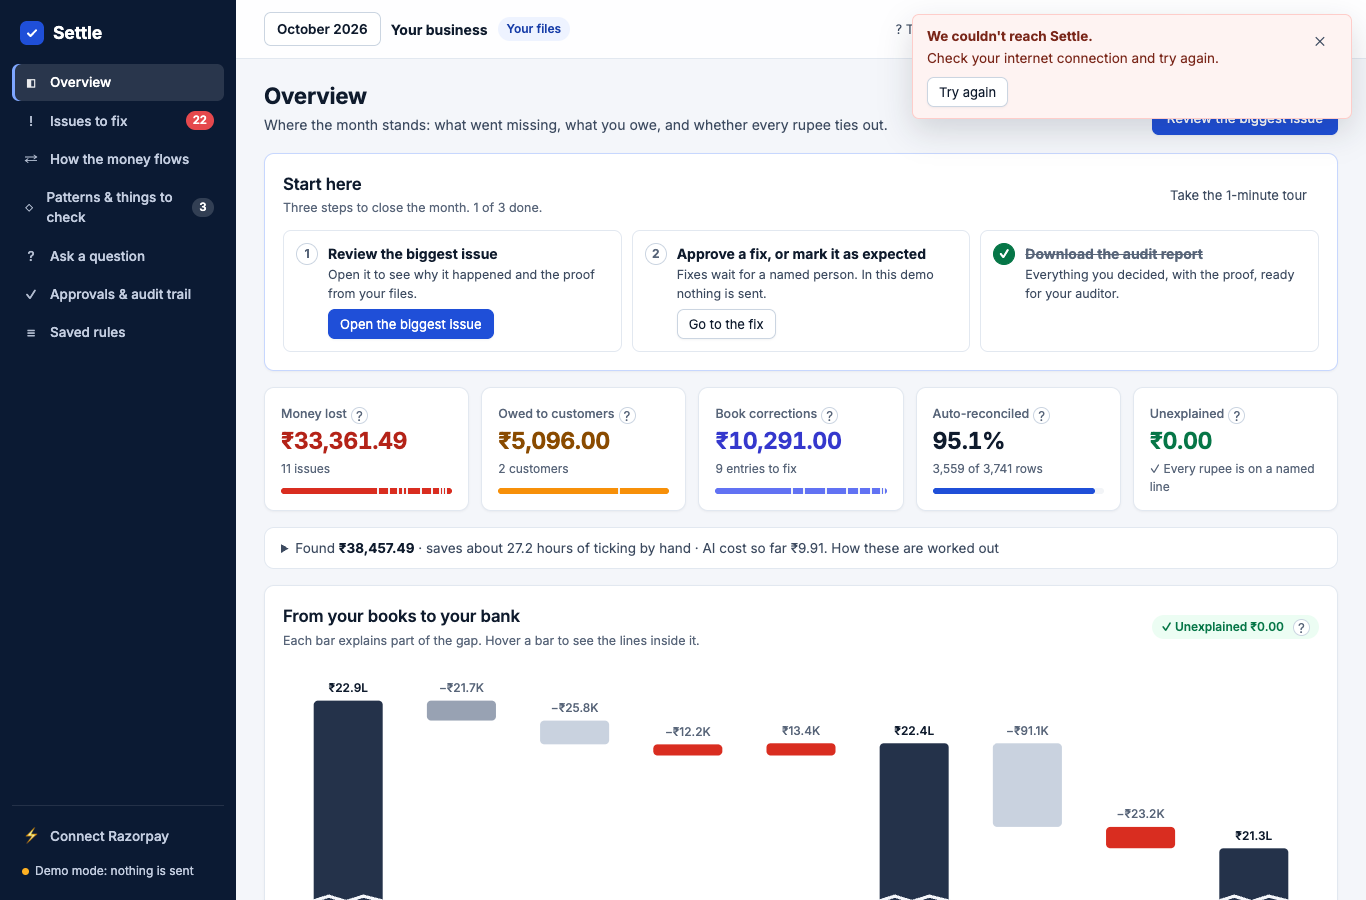 Settle
Overview
! Issues to fix 22
How the money flows
Patterns & things to
check
3
? Ask a question
Approvals & audit trail
Saved rules
Connect Razorpay
Demo mode: nothing is sent
October 2026 Your business Your files
? T
We couldn't reach Settle.
Check your internet connection and try again.
Try again
Overview
Where the month stands: what went missing, what you owe, and whether every rupee ties out.
Review the biggest issue
Start here
Three steps to close the month. 1 of 3 done.
Take the 1-minute tour
1 Review the biggest issue
Open it to see why it happened and the proof
from your files.
Open the biggest issue
2 Approve a fix, or mark it as expected
Fixes wait for a named person. In this demo
nothing is sent.
Go to the fix
Download the audit report
Everything you decided, with the proof, ready
for your auditor.
Money lost ?
₹33,361.49
11 issues
Owed to customers ?
₹5,096.00
2 customers
Book corrections ?
₹10,291.00
9 entries to fix
Auto-reconciled ?
95.1%
3,559 of 3,741 rows
Unexplained ?
₹0.00
✓ Every rupee is on a named
line
Found ₹38,457.49 · saves about 27.2 hours of ticking by hand · AI cost so far ₹9.91. How these are worked out
From your books to your bank
Each bar explains part of the gap. Hover a bar to see the lines inside it.
✓ Unexplained ₹0.00 ?
₹22.9L
−₹21.7K
−₹25.8K
−₹12.2K
₹13.4K
₹22.4L
−₹91.1K
−₹23.2K
₹21.3L